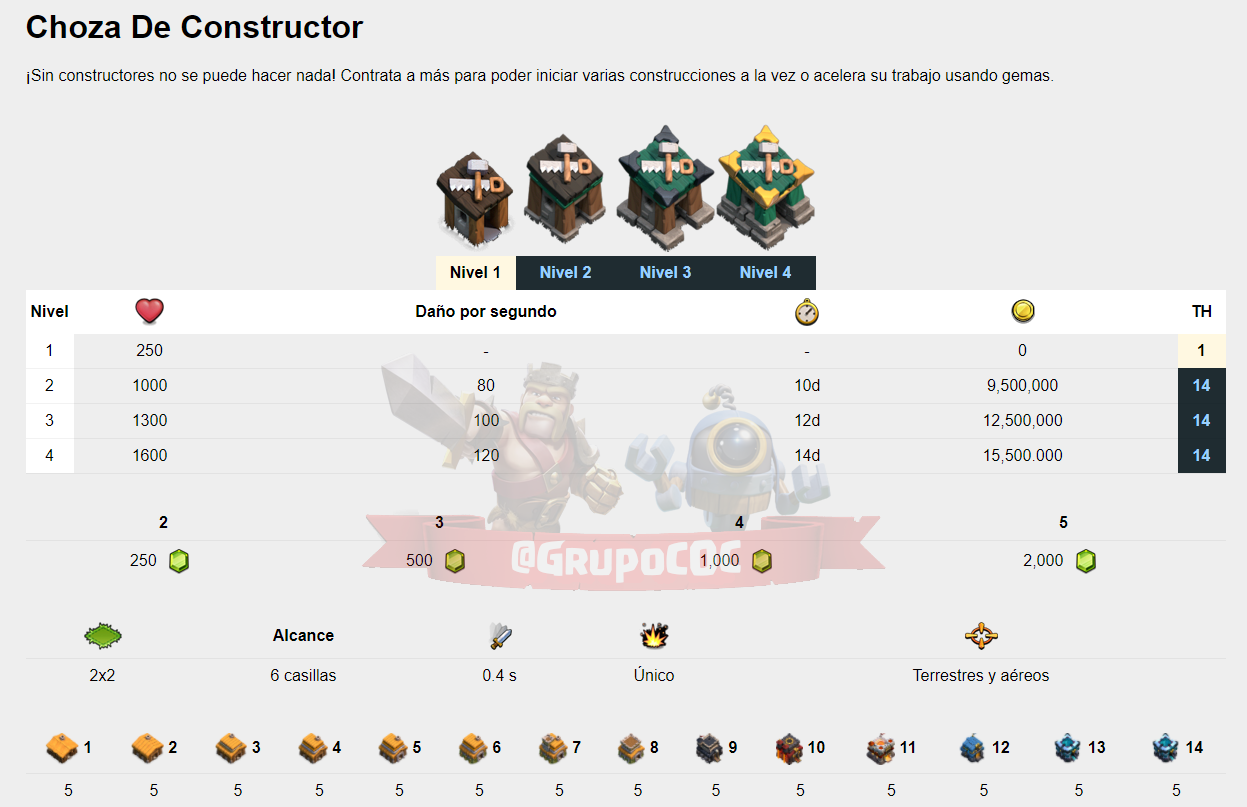 Choza De Constructor
¡Sin constructores no se puede hacer nada! Contrata a más para poder iniciar varias construcciones a la vez o acelera su trabajo usando gemas.
Nivel 1 Nivel 2 Nivel 3 Nivel 4
Nivel Daño por segundo TH
1 250 - - 0 1
2 1000 80 10d 9,500,000 14
3 1300 100 12d 12,500,000 14
4 1600 120 14d 15,500.000 14
2 3 4 5
250 500 1,000 2,000
@GRUPOCOC
Alcance
2x2 6 casillas 0.4 s Único Terrestres y aéreos
1 2 3 4 5 6 7 8 9 10 11 12 13 14
5 5 5 5 5 5 5 5 5 5 5 5 5 5